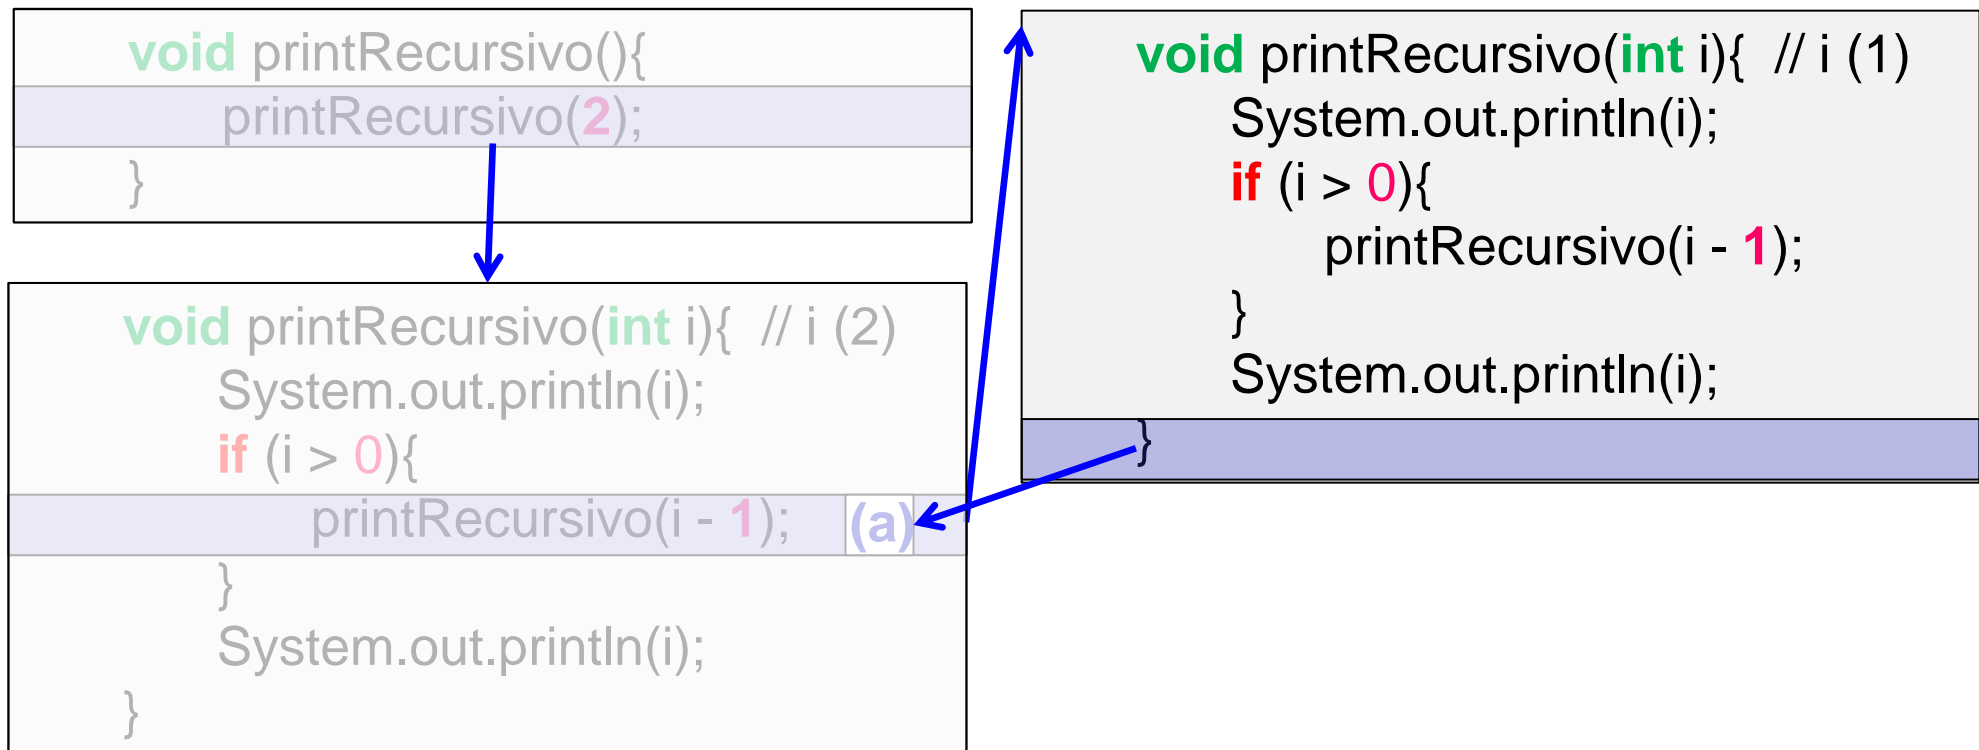 void printRecursivo(){
printRecursivo(2);
}
void printRecursivo(int i){ // i (2)
System.out.println(i);
if (i > 0){
printRecursivo(i - 1); (a)
}
System.out.println(i);
}
void printRecursivo(int i){ // i (1)
System.out.println(i);
if (i > 0){
printRecursivo(i - 1);
}
System.out.println(i);
}